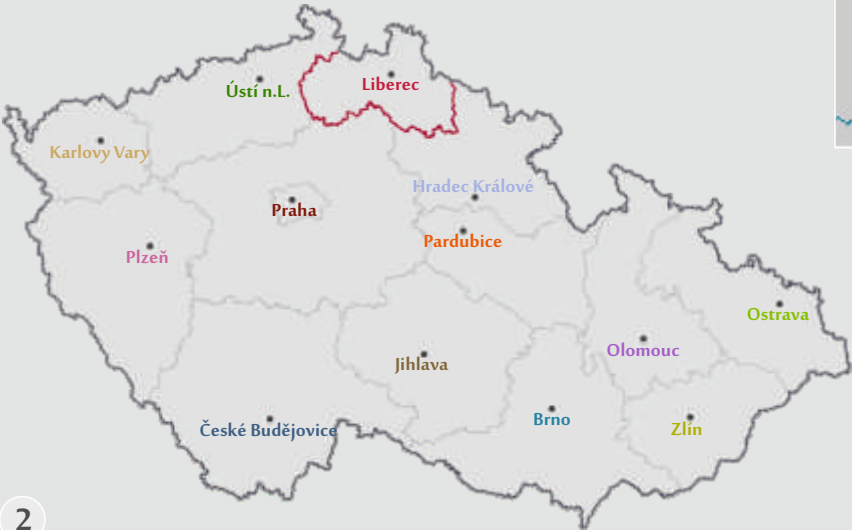 Liberec
Ústí n.L.
Karlovy Vary
Hradec Králové
Praha
Pardubice
Plzeň
Ostrava
Olomouc
Jihlava
Brno
Zlín
České Budějovice
2